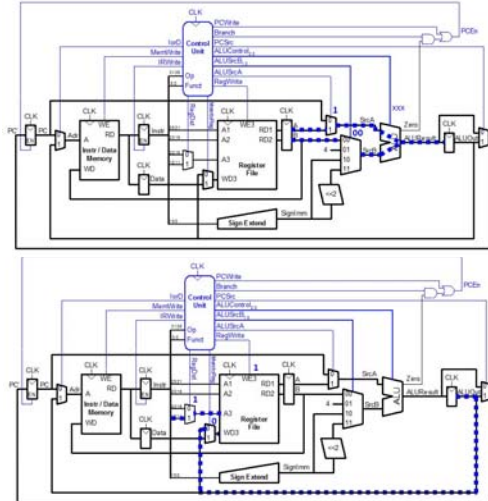 CLK
PCWrite
Branch
PCEn
IorD
Control
Unit
PCSrc
MemWrite
ALUControl
IRWrite
ALUSrcB
ALUSrcA
Op
RegWrite
Funct
CLK
CLK
CLK
CLK
CLK
CLK
1
SrcA
xxx
WE
WE3
Zero
PC
PC
Adr
RD
Instr
A1
RD1
A
00
ALUResult
ALUOut
A
A2
RD2
B
Instr / Data
Memory
A3
4
01
10
11
SrcB
WD
Register
File
Data
WD3
<<2
SignImm
Sign Extend
CLK
PCWrite
Branch
PCEn
IorD
Control
Unit
PCSrc
MemWrite
ALUControl
IRWrite
ALUSrcB
ALUSrcA
Op
RegWrite
Funct
RegDst
CLK
CLK
CLK
1
CLK
CLK
SrcA
WE
WE3
Zero
PC
PC
Adr
RD
Instr
A1
RD1
A
ALU
ALUResult
ALUOut
A
A2
RD2
B
Instr / Data
Memory
1
A3
4
01
10
11
SrcB
WD
0
Register
File
Data
WD3
<<2
SignImm
Sign Extend